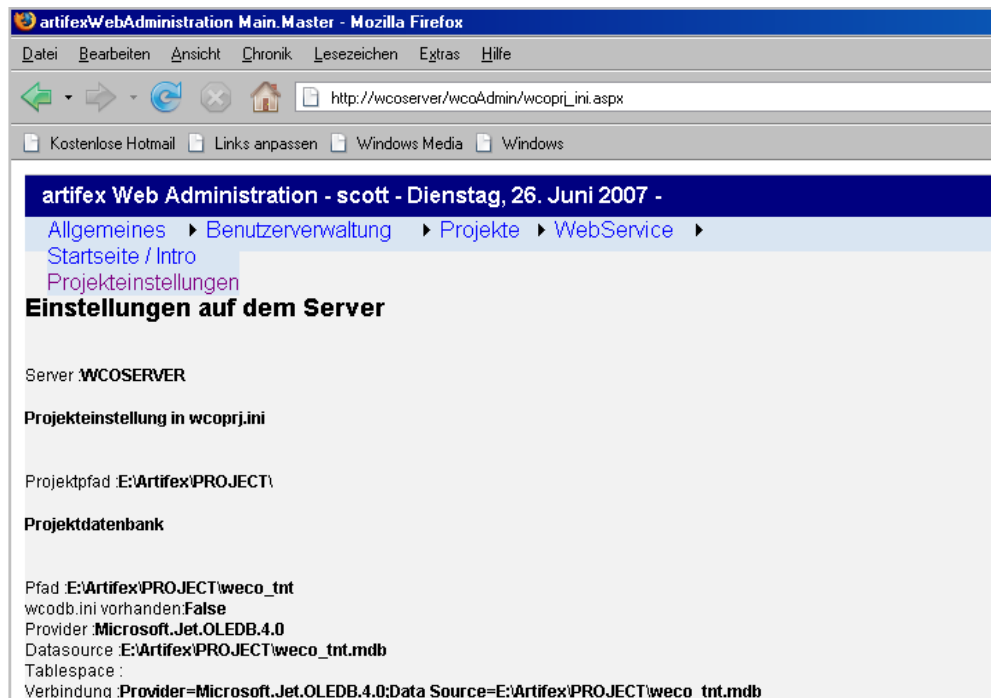 artifexWebAdministration Main.Master - Mozilla Firefox
Datei Bearbeiten Ansicht Chronik Lesezeichen Extras Hilfe
http://wcoserver/wcoAdmin/wcoprj_ini.aspx
Kostenlose Hotmail Links anpassen Windows Media Windows
artifex Web Administration - scott - Dienstag, 26. Juni 2007 -
Allgemeines Benutzerverwaltung Projekte WebService
Startseite / Intro
Projekteinstellungen
Einstellungen auf dem Server
Server :WCOSERVER
Projekteinstellung in wcoprj.ini
Projektpfad :E:\Artifex\PROJECT\
Projektdatenbank
Pfad :E:\Artifex\PROJECT\weco_tnt
wcodb.ini vorhanden:False
Provider :Microsoft.Jet.OLEDB.4.0
Datasource :E:\Artifex\PROJECT\weco_tnt.mdb
Tablespace :
Verbindung :Provider=Microsoft.Jet.OLEDB.4.0;Data Source=E:\Artifex\PROJECT\weco_tnt.mdb